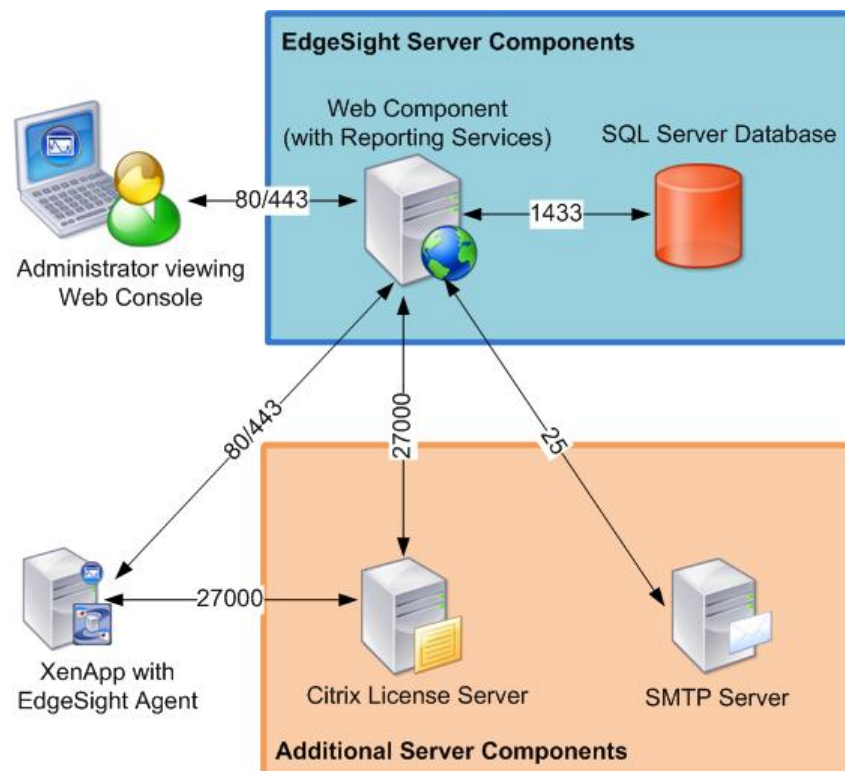 EdgeSight Server Components
Web Component
(with Reporting Services)
SQL Server Database
80/443
1433
Administrator viewing
Web Console
80/443
27000
25
27000
XenApp with
EdgeSight Agent
Citrix License Server
SMTP Server
Additional Server Components